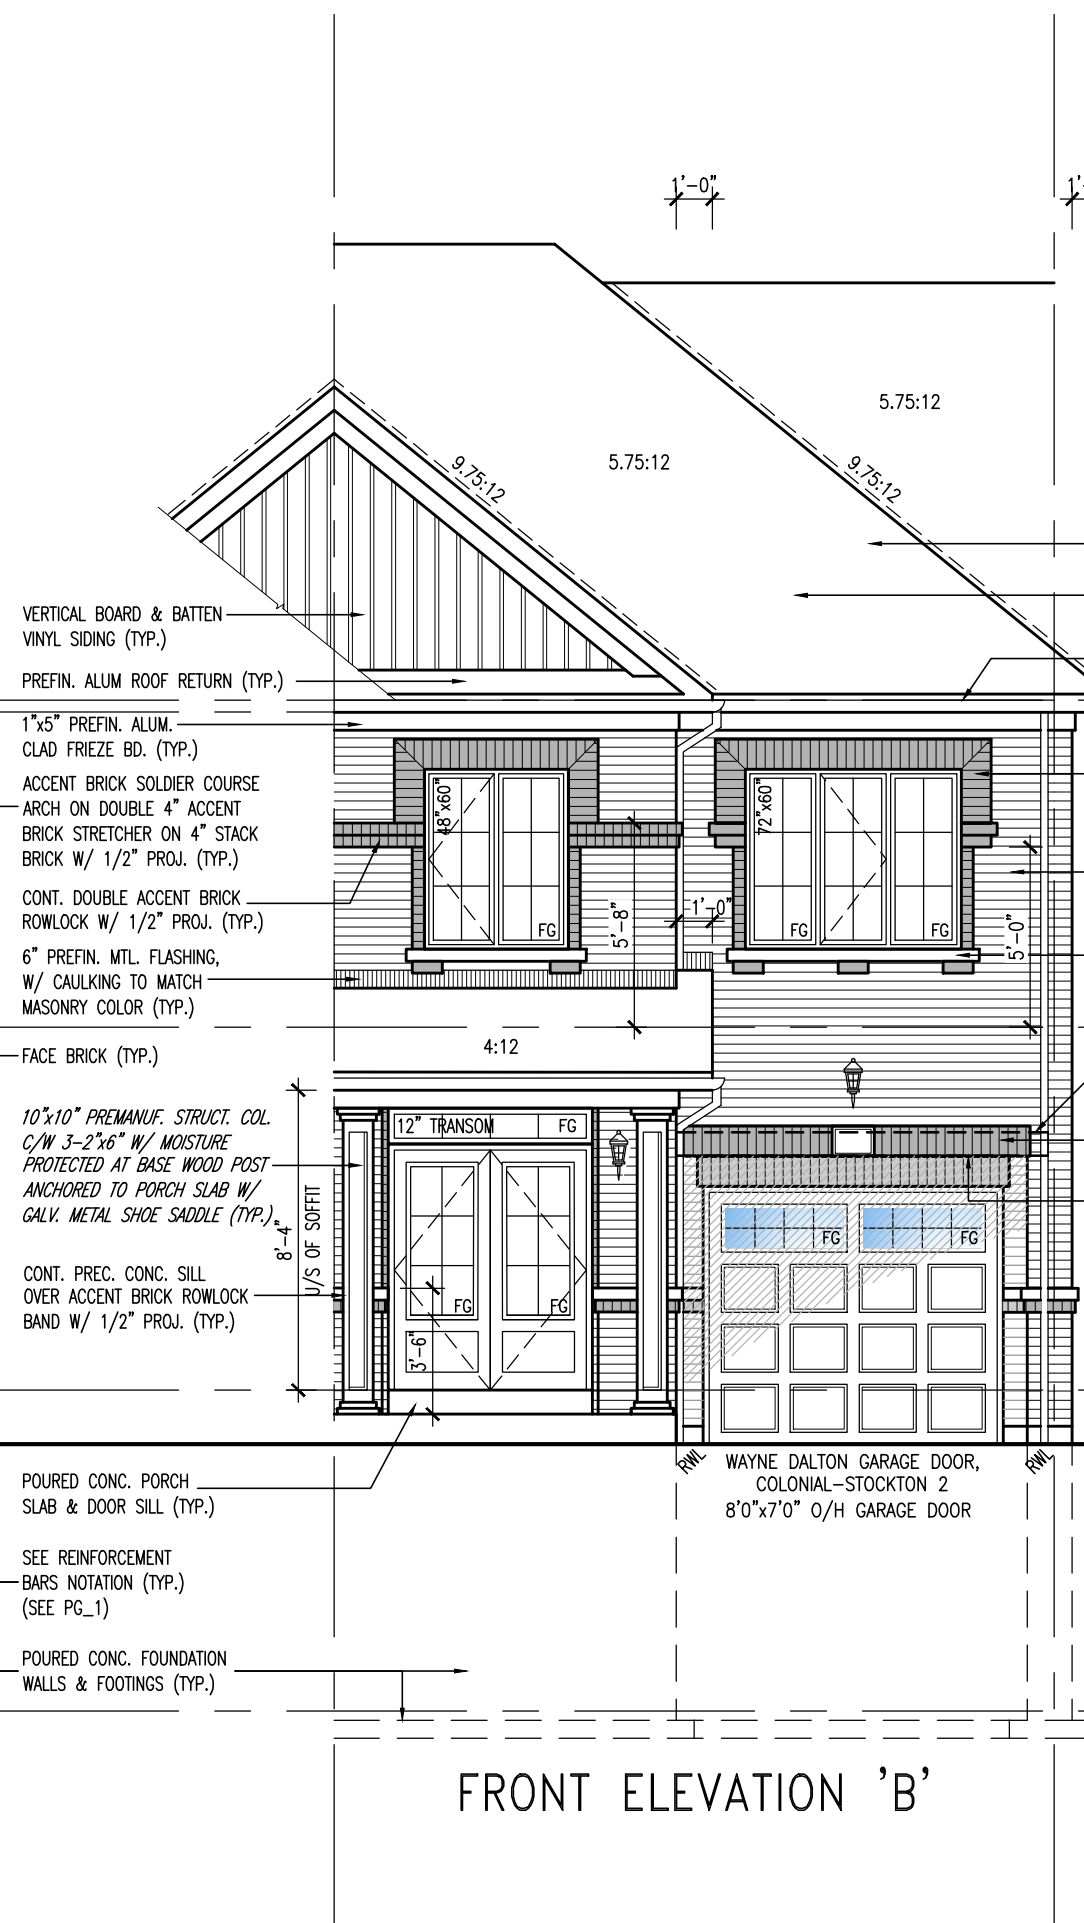 1'-0"
1'-
5.75:12
5.75:12
9.75:12
9.75:12
VERTICAL BOARD & BATTEN
VINYL SIDING (TYP.)
PREFIN. ALUM ROOF RETURN (TYP.)
1"x5" PREFIN. ALUM.
CLAD FRIEZE BD. (TYP.)
ACCENT BRICK SOLDIER COURSE
ARCH ON DOUBLE 4" ACCENT
BRICK STRETCHER ON 4" STACK
BRICK W/ 1/2" PROJ. (TYP.)
CONT. DOUBLE ACCENT BRICK
ROWLOCK W/ 1/2" PROJ. (TYP.)
6" PREFIN. MTL. FLASHING,
W/ CAULKING TO MATCH
MASONRY COLOR (TYP.)
FACE BRICK (TYP.)
10"x10" PREMANUF. STRUCT. COL.
C/W 3-2"x6" W/ MOISTURE
PROTECTED AT BASE WOOD POST
ANCHORED TO PORCH SLAB W/
GALV. METAL SHOE SADDLE (TYP.)
CONT. PREC. CONC. SILL
OVER ACCENT BRICK ROWLOCK
BAND W/ 1/2" PROJ. (TYP.)
POURED CONC. PORCH
SLAB & DOOR SILL (TYP.)
SEE REINFORCEMENT
BARS NOTATION (TYP.)
(SEE PG_1)
POURED CONC. FOUNDATION
WALLS & FOOTINGS (TYP.)
48"x60"
FG
72"x60"
FG
5'-8"
1'-0"
5'-0"
4:12
12" TRANSOM
FG
8'-4"
U/S OF SOFFIT
FG
FG
3'-6"
FG
FG
RWL
RWL
WAYNE DALTON GARAGE DOOR,
COLONIAL-STOCKTON 2
8'0"x7'0" O/H GARAGE DOOR
FRONT ELEVATION 'B'